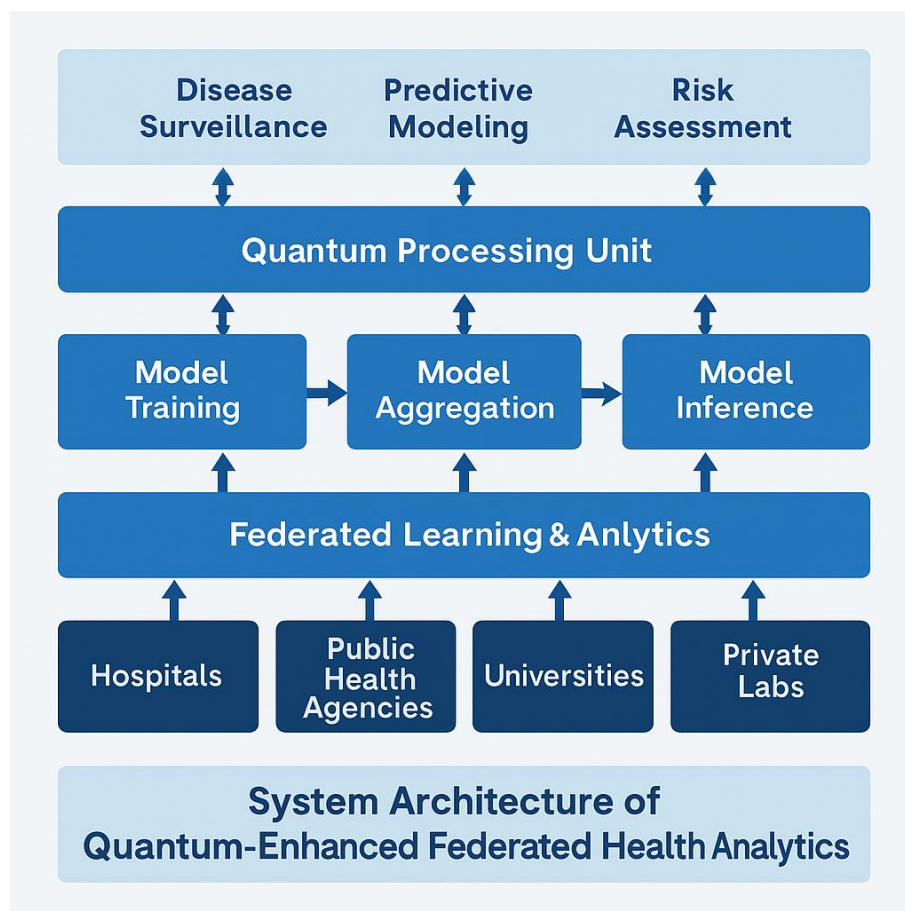 Disease
Surveillance
Predictive
Modeling
Risk
Assessment
Quantum Processing Unit
Model
Training
Model
Aggregation
Model
Inference
Federated Learning & Anlytics
Hospitals
Public
Health
Agencies
Universities
Private
Labs
System Architecture of
Quantum-Enhanced Federated Health Analytics